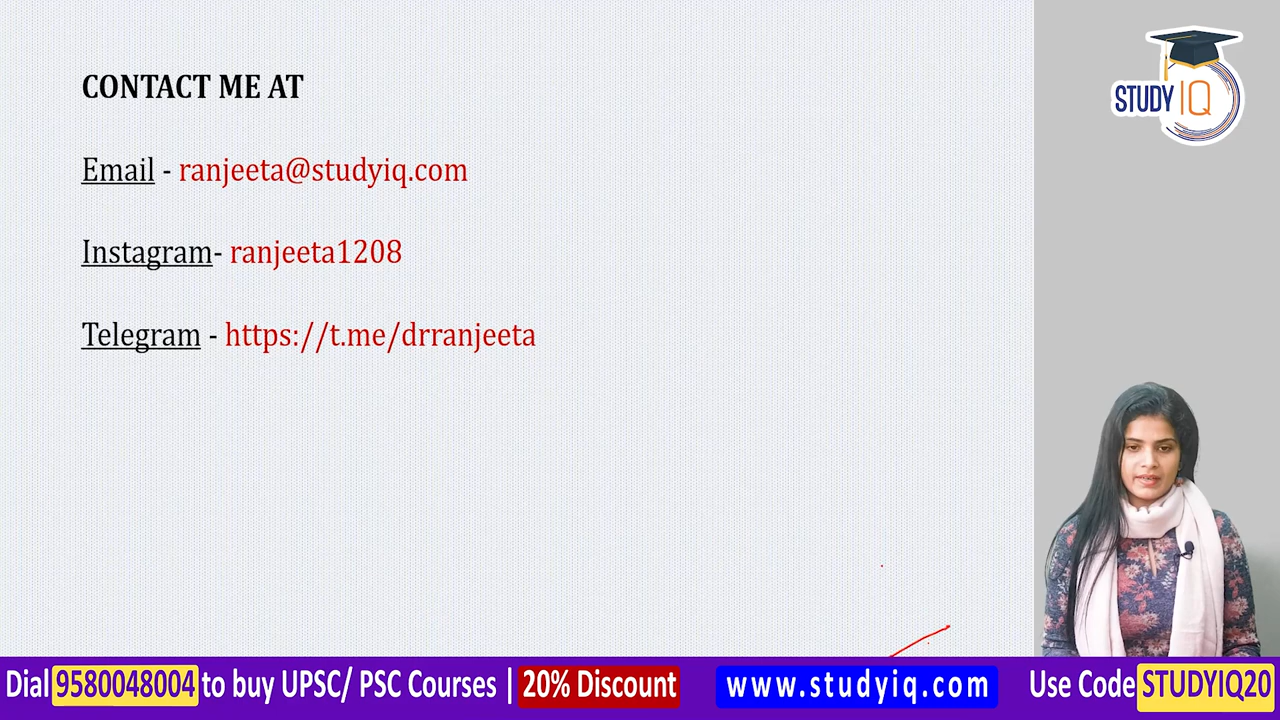 CONTACT ME AT
Email - ranjeeta@studyiq.com
Instagram- ranjeeta1208
Telegram - https://t.me/drranjeeta
STUDY IQ
Dial 9580048004 to buy UPSC/ PSC Courses | 20% Discount www.studyiq.com Use Code STUDYIQ20